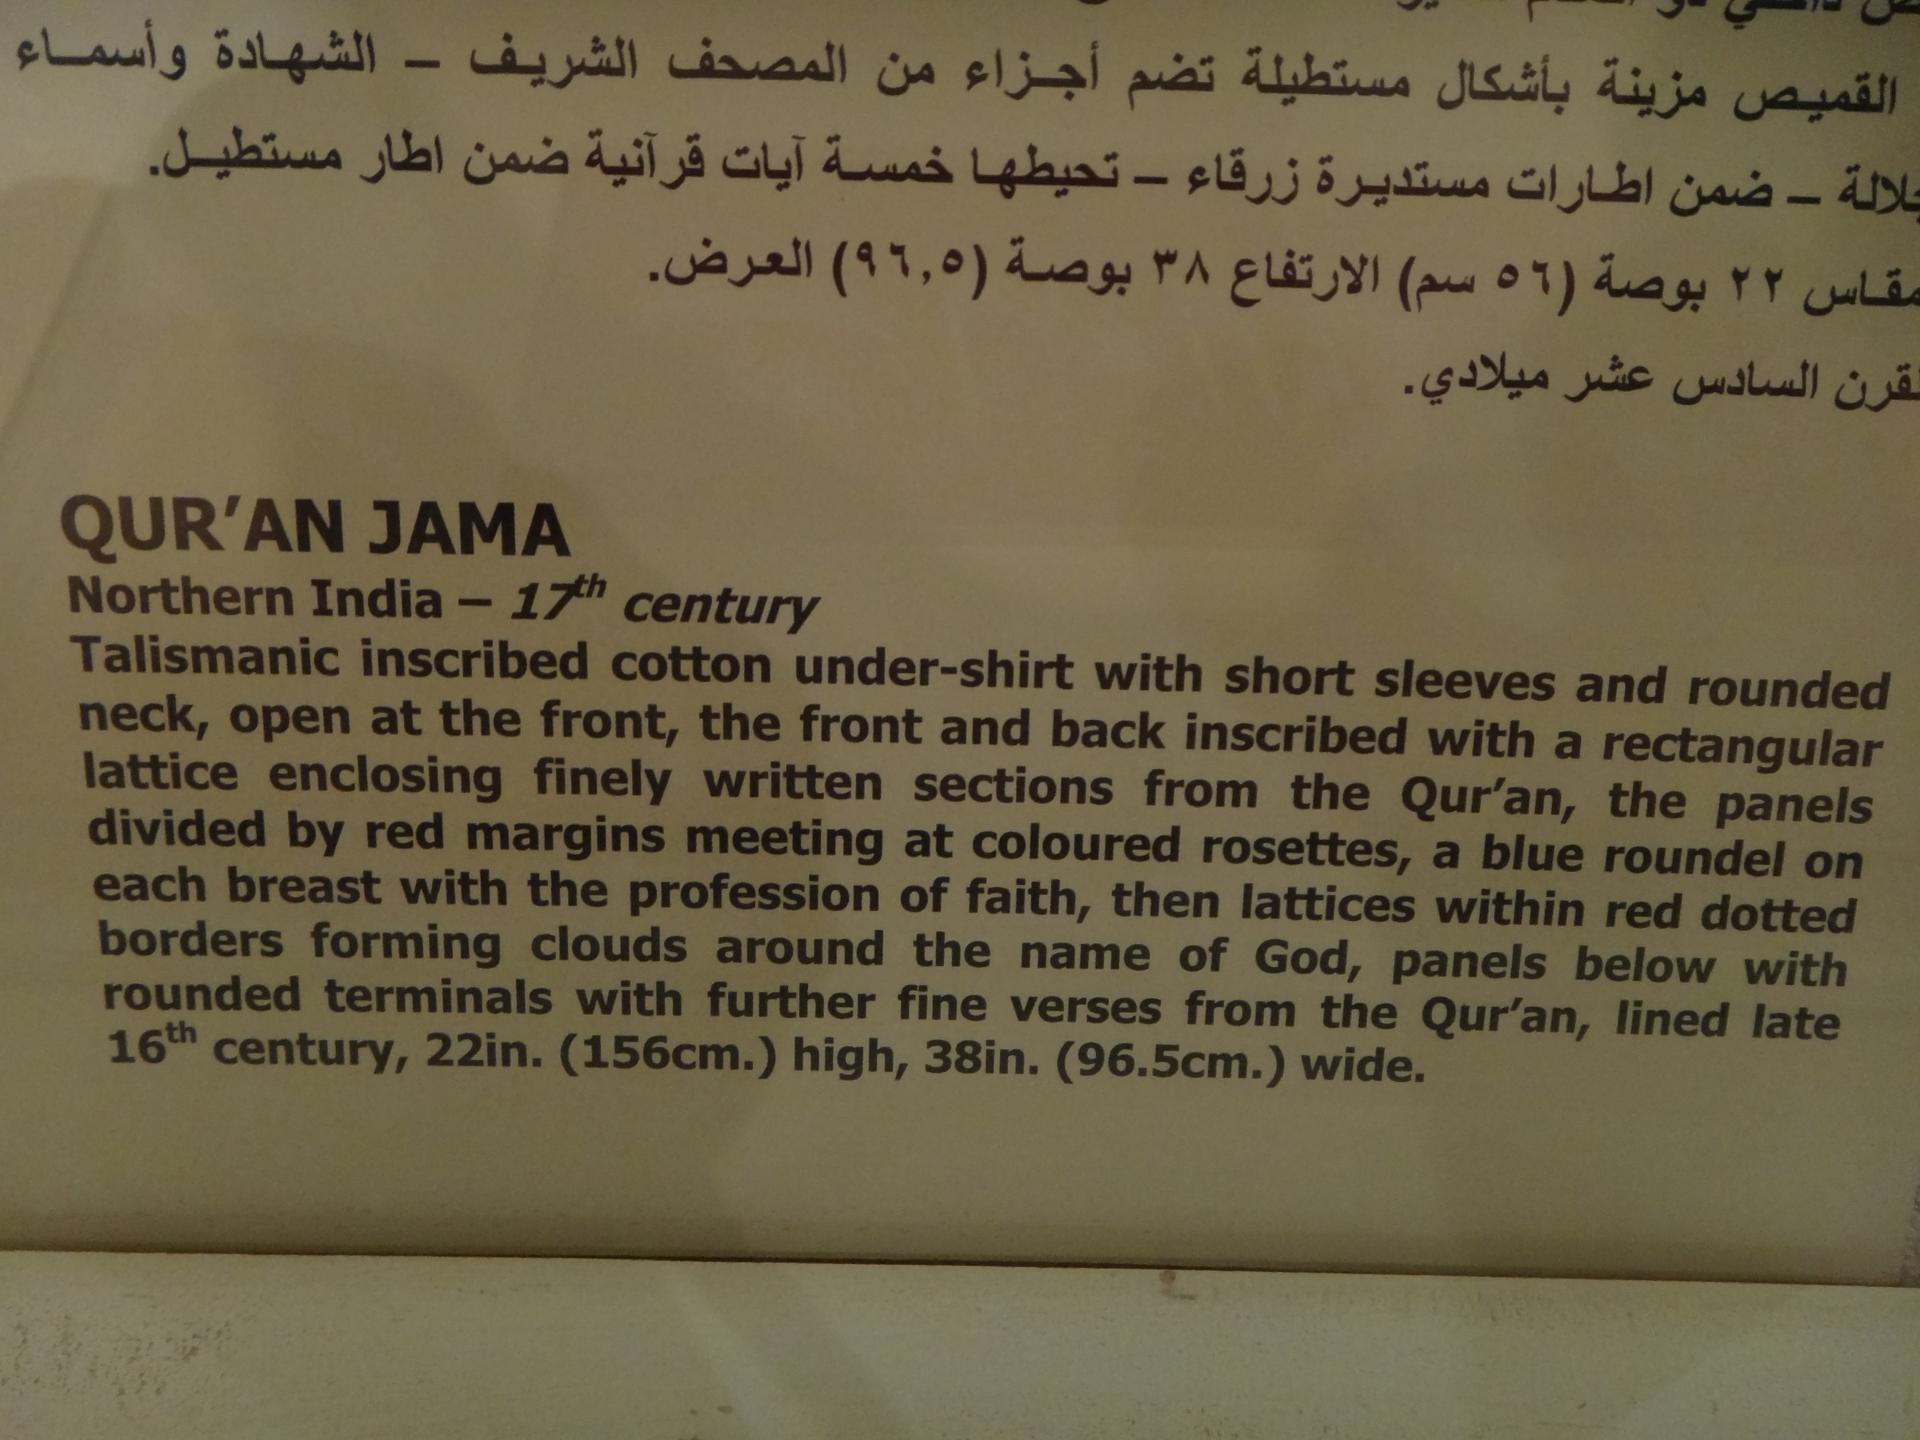 القميص مزينة بأشكال مستطيلة تضم أجزاء من المصحف الشريف – الشهادة وأسماء
– ضمن اطارات مستديرة زرقاء – تحيطها خمسة آيات قرآنية ضمن اطار مستطيل.
٢٢ بوصة (٥٦ سم) الارتفاع ٣٨ بوصة (٩٦,٥) العرض.
السادس عشر ميلادي.
QUR'AN JAMA
Northern India – 17th century
Talismanic inscribed cotton under-shirt with short sleeves and rounded
neck, open at the front, the front and back inscribed with a rectangular
lattice enclosing finely written sections from the Qur'an, the panels
divided by red margins meeting at coloured rosettes, a blue roundel on
each breast with the profession of faith, then lattices within red dotted
borders forming clouds around the name of God, panels below with
rounded terminals with further fine verses from the Qur'an, lined late
16th century, 22in. (156cm.) high, 38in. (96.5cm.) wide.